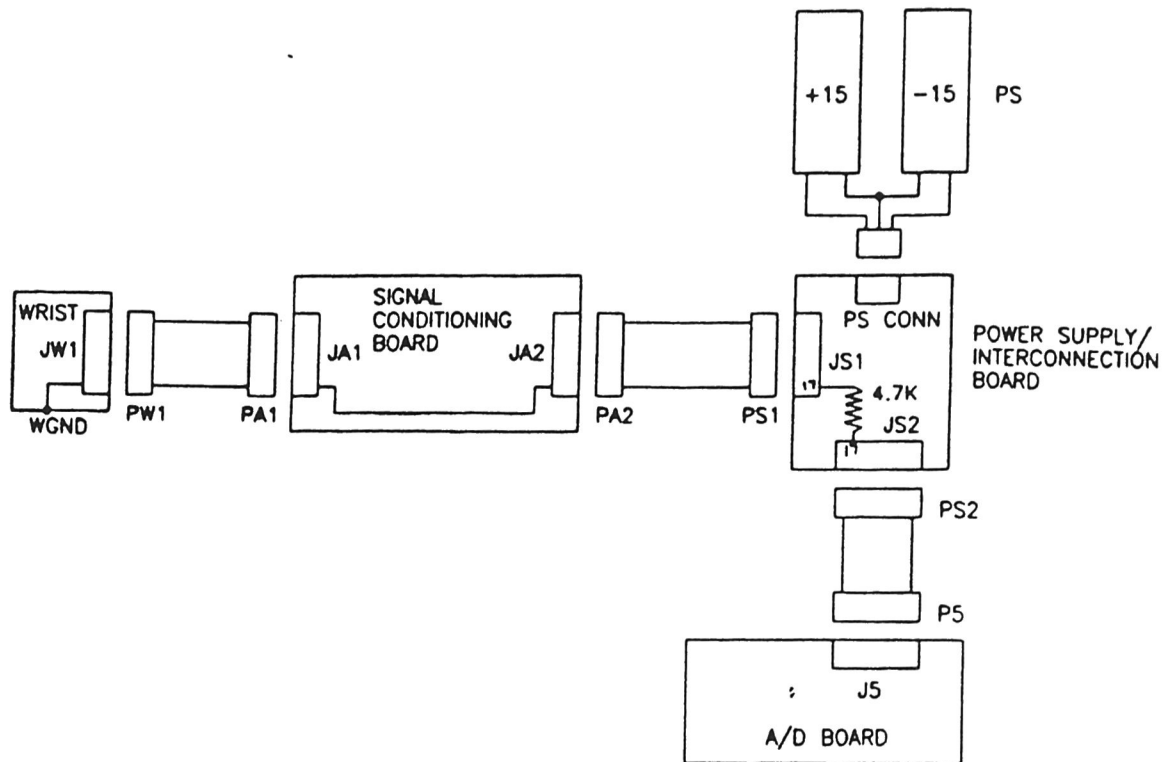 +15
-15
PS
WRIST
JW1
WGND
PW1
PA1
SIGNAL
CONDITIONING
BOARD
JA1
JA2
PA2
PS1
PS CONN
JS1
17
4.7K
JS2
17
POWER SUPPLY/
INTERCONNECTION
BOARD
PS2
P5
J5
A/D BOARD